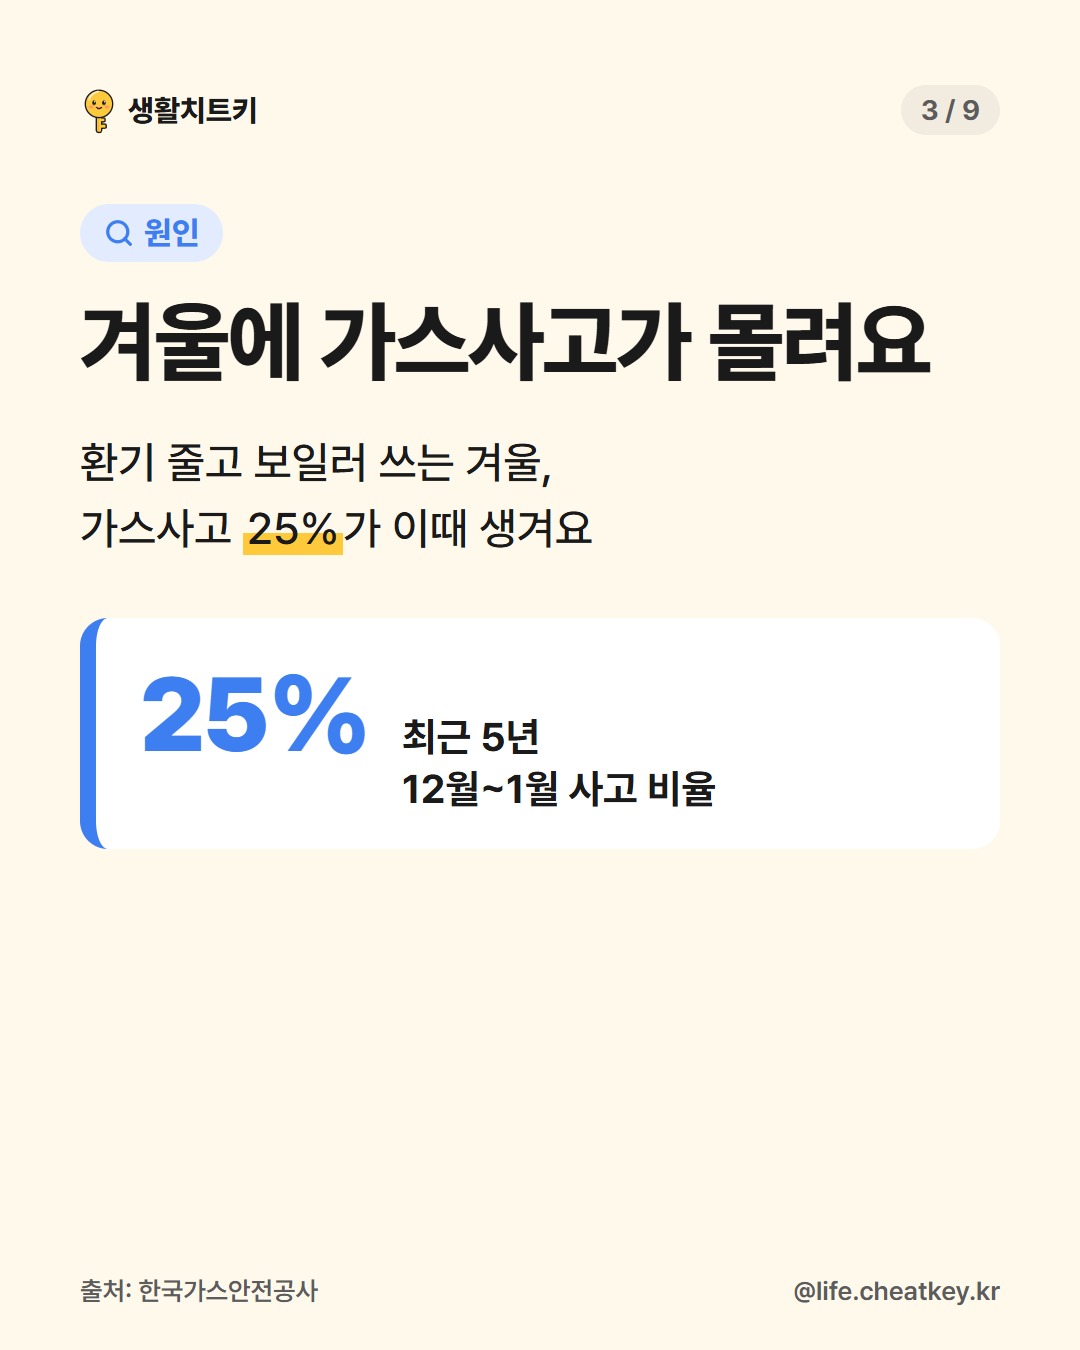 생활치트키
3 / 9
원인
겨울에 가스사고가 몰려요
환기 줄고 보일러 쓰는 겨울,
가스사고 25%가 이때 생겨요
25%
최근 5년
12월~1월 사고 비율
출처: 한국가스안전공사
@life.cheatkey.kr